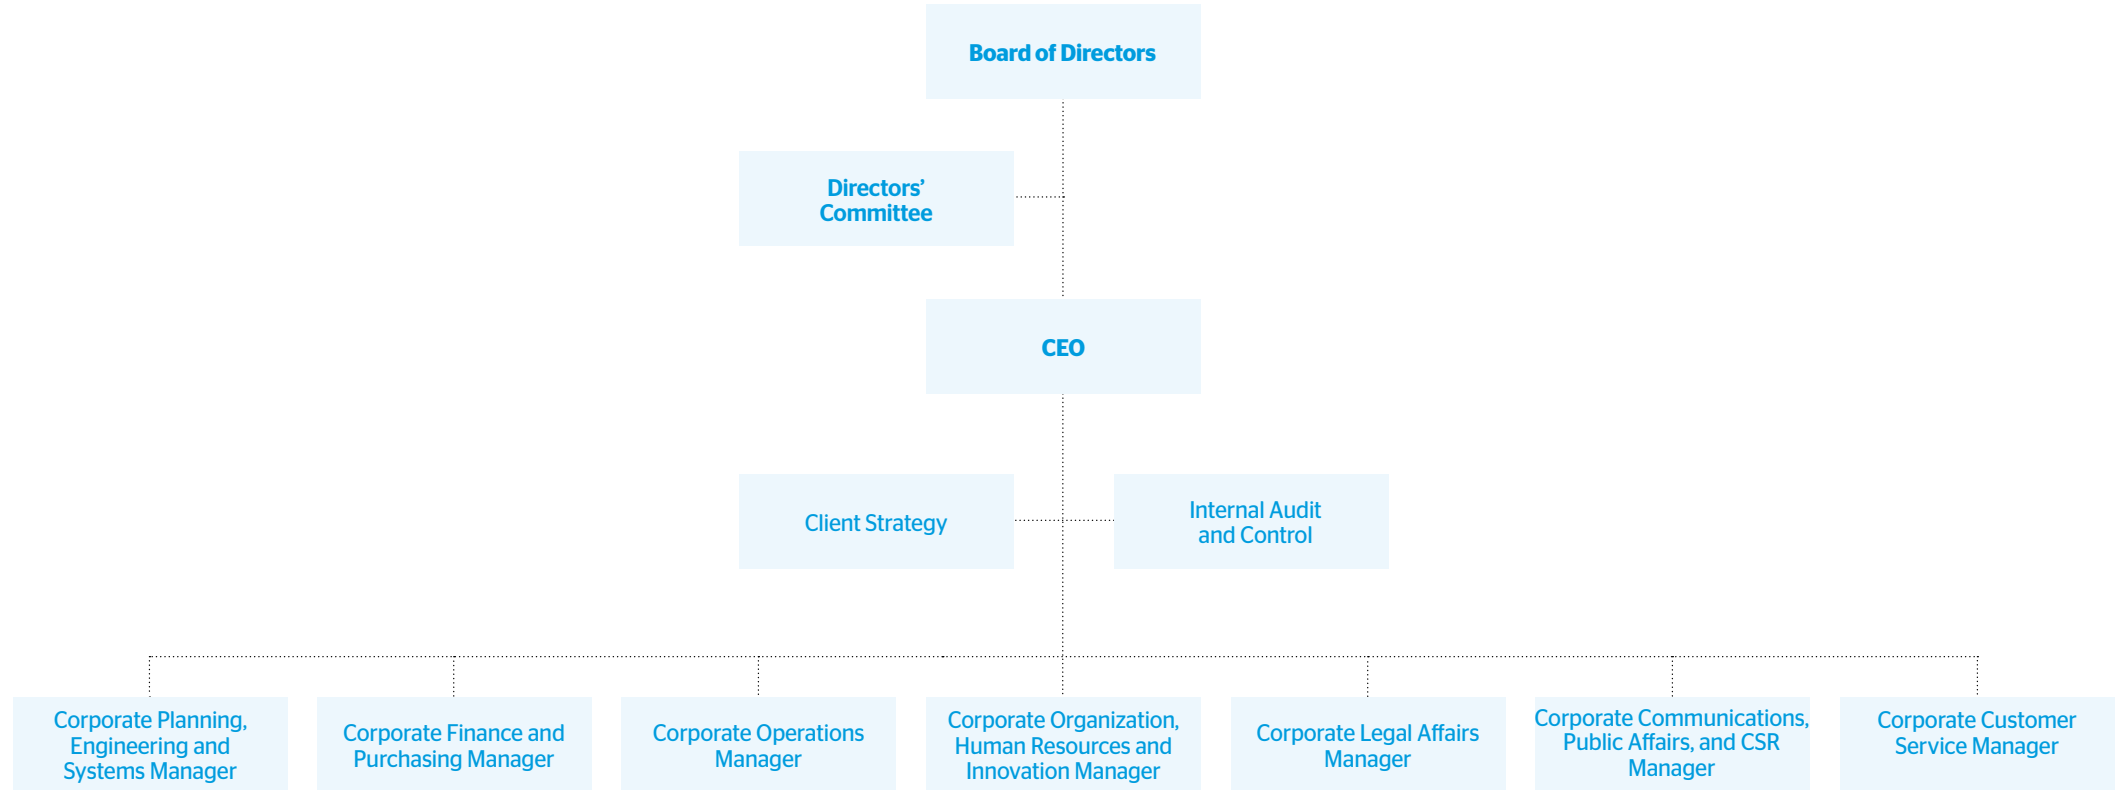 Board of Directors
Directors’
Committee
CEO
Client Strategy
Internal Audit
and Control
Corporate Planning,
Engineering and
Systems Manager
Corporate Finance and
Purchasing Manager
Corporate Operations
Manager
Corporate Organization,
Human Resources and
Innovation Manager
Corporate Legal Affairs
Manager
Corporate Communications,
Public Affairs, and CSR
Manager
Corporate Customer
Service Manager